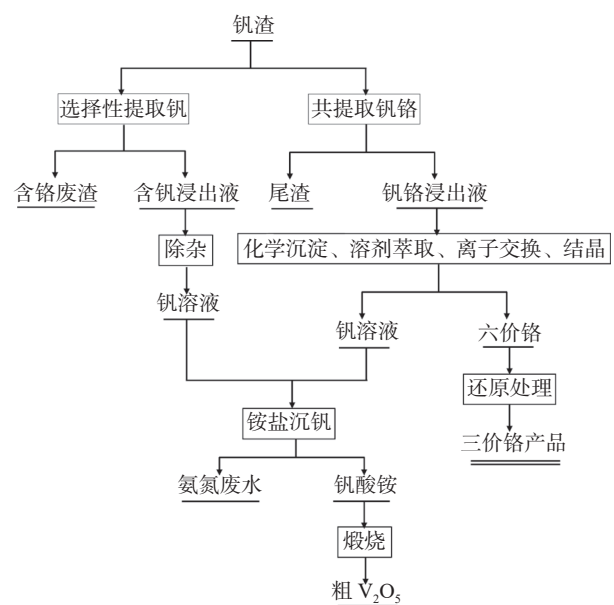 钒渣
选择性提取钒
共提取钒铬
含铬废渣
含钒浸出液
尾渣
钒铬浸出液
除杂
化学沉淀、溶剂萃取、离子交换、结晶
钒溶液
钒溶液
六价铬
还原处理
铵盐沉钒
三价铬产品
氨氮废水
钒酸铵
煅烧
粗 V₂O₅